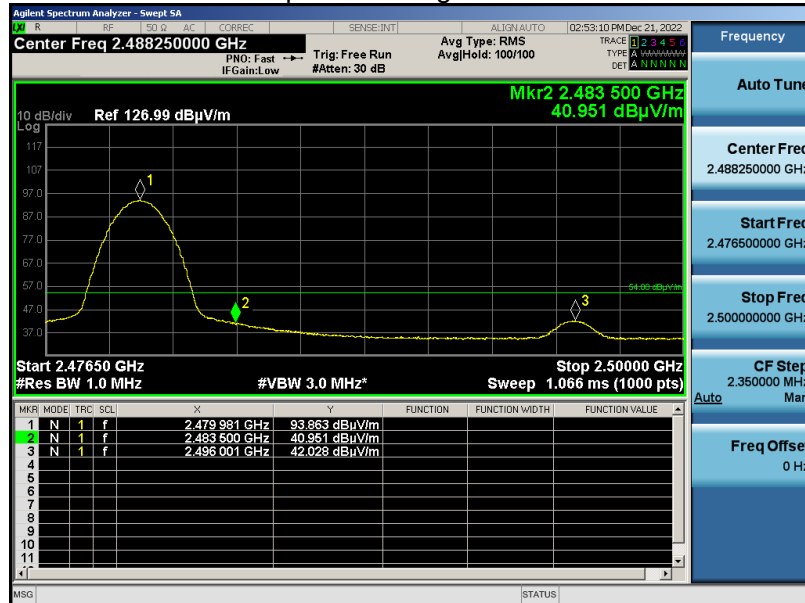 Agilent Spectrum Analyzer - Swept SA
LXI R RF 50 Ω AC CORREC SENSE:INT ALIGN AUTO 02:53:10 PM Dec 21, 2022
Center Freq 2.488250000 GHz
PNO: Fast
IFGain:Low
Trig: Free Run
#Atten: 30 dB
Avg Type: RMS
Avg|Hold: 100/100
TRACE 1 2 3 4 5 6
TYPE A WWWWW
DET A N N N N N
Mkr2 2.483 500 GHz
40.951 dBµV/m
10 dB/div Ref 126.99 dBµV/m
Log
117
107
97.0
87.0
77.0
67.0
57.0
47.0
37.0
1
2
3
54.00 dBµV/m
Start 2.47650 GHz Stop 2.50000 GHz
#Res BW 1.0 MHz #VBW 3.0 MHz* Sweep 1.066 ms (1000 pts)
MKR MODE TRC SCL X Y FUNCTION FUNCTION WIDTH FUNCTION VALUE
1 N 1 f 2.479 981 GHz 93.863 dBµV/m
2 N 1 f 2.483 500 GHz 40.951 dBµV/m
3 N 1 f 2.496 001 GHz 42.028 dBµV/m
4
5
6
7
8
9
10
11
MSG STATUS
Frequency
Auto Tune
Center Freq
2.488250000 GHz
Start Freq
2.476500000 GHz
Stop Freq
2.500000000 GHz
CF Step
2.350000 MHz
Auto Man
Freq Offset
0 Hz